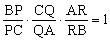 BP/PC · CQ/QA · AR/RB = 1